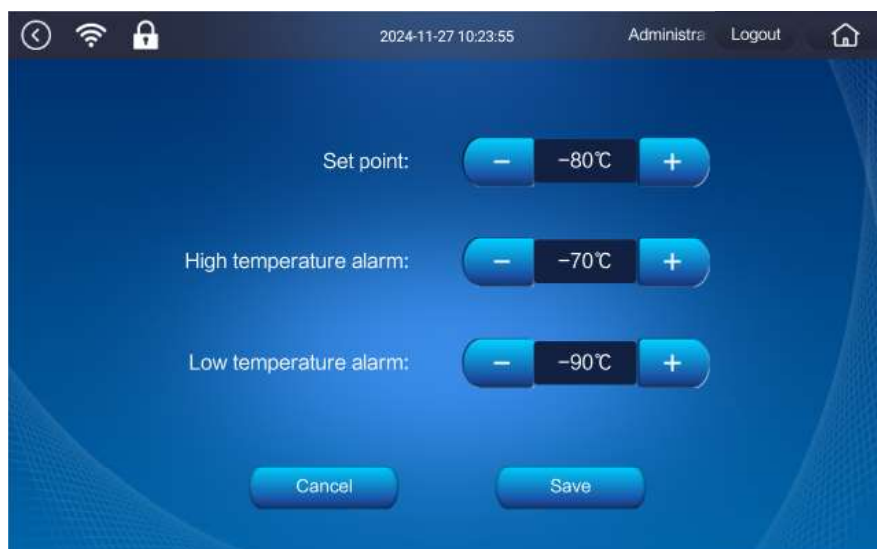 2024-11-27 10:23:55 Administra Logout
Set point: − −80℃ +
High temperature alarm: − −70℃ +
Low temperature alarm: − −90℃ +
Cancel Save